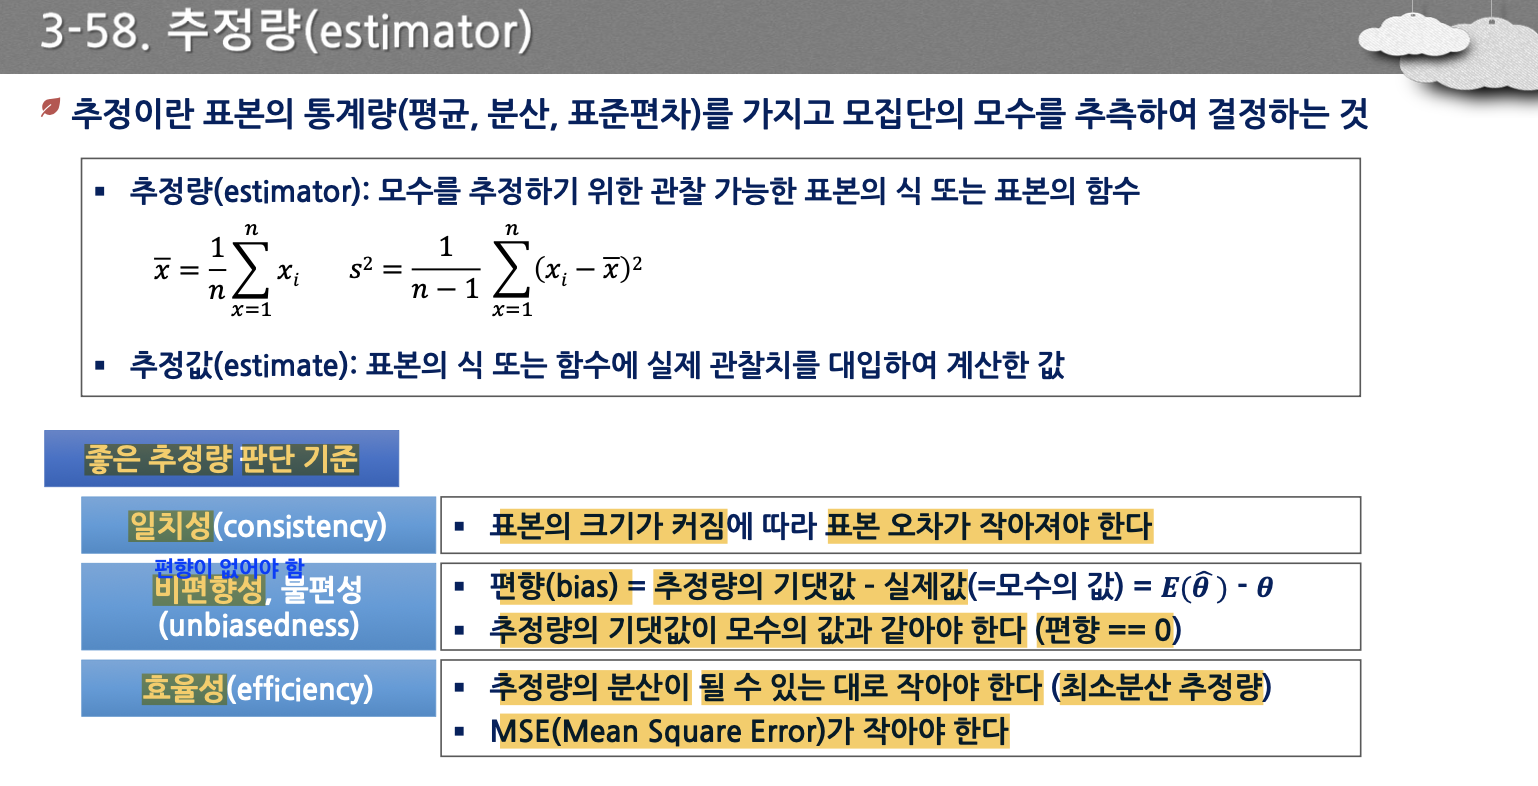 3-58. 추정량(estimator)
추정이란 표본의 통계량(평균, 분산, 표준편차)를 가지고 모집단의 모수를 추측하여 결정하는 것
▪ 추정량(estimator): 모수를 추정하기 위한 관찰 가능한 표본의 식 또는 표본의 함수
x̅ = 1/n ∑_{x=1}^{n} x_i   s² = 1/(n − 1) ∑_{x=1}^{n} (x_i − x̅)²
▪ 추정값(estimate): 표본의 식 또는 함수에 실제 관찰치를 대입하여 계산한 값
좋은 추정량 판단 기준
일치성(consistency)
▪ 표본의 크기가 커짐에 따라 표본 오차가 작아져야 한다
편향이 없어야 함
비편향성, 불편성
(unbiasedness)
▪ 편향(bias) = 추정량의 기댓값 - 실제값(=모수의 값) = E(θ̂ ) - θ
▪ 추정량의 기댓값이 모수의 값과 같아야 한다 (편향 == 0)
효율성(efficiency)
▪ 추정량의 분산이 될 수 있는 대로 작아야 한다 (최소분산 추정량)
▪ MSE(Mean Square Error)가 작아야 한다